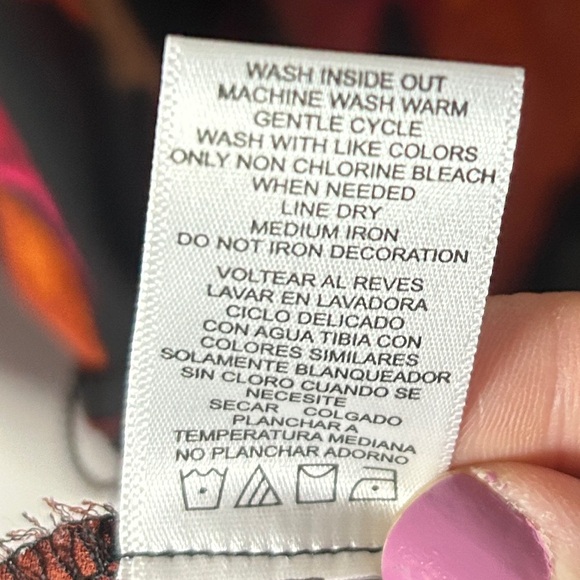 WASH INSIDE OUT
MACHINE WASH WARM
GENTLE CYCLE
WASH WITH LIKE COLORS
ONLY NON CHLORINE BLEACH
WHEN NEEDED
LINE DRY
MEDIUM IRON
DO NOT IRON DECORATION
VOLTEAR AL REVES
LAVAR EN LAVADORA
CICLO DELICADO
CON AGUA TIBIA CON
COLORES SIMILARES
SOLAMENTE BLANQUEADOR
SIN CLORO CUANDO SE
NECESITE
SECAR COLGADO
PLANCHAR A
TEMPERATURA MEDIANA
NO PLANCHAR ADORNO